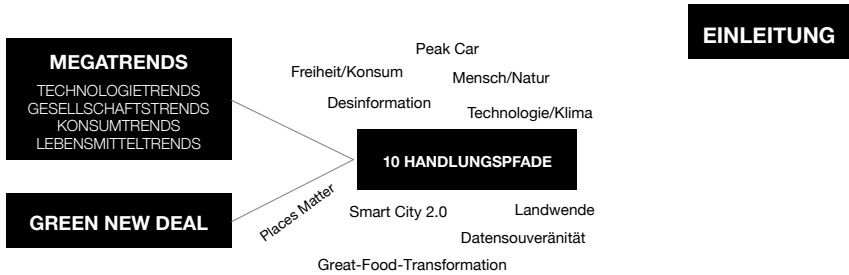 EINLEITUNG
MEGATRENDS
TECHNOLOGIETRENDS
GESELLSCHAFTSTRENDS
KONSUMTRENDS
LEBENSMITTELTRENDS
GREEN NEW DEAL
Peak Car
Freiheit/Konsum
Mensch/Natur
Desinformation
Technologie/Klima
10 HANDLUNGSPFADE
Places Matter
Smart City 2.0
Landwende
Datensouveränität
Great-Food-Transformation